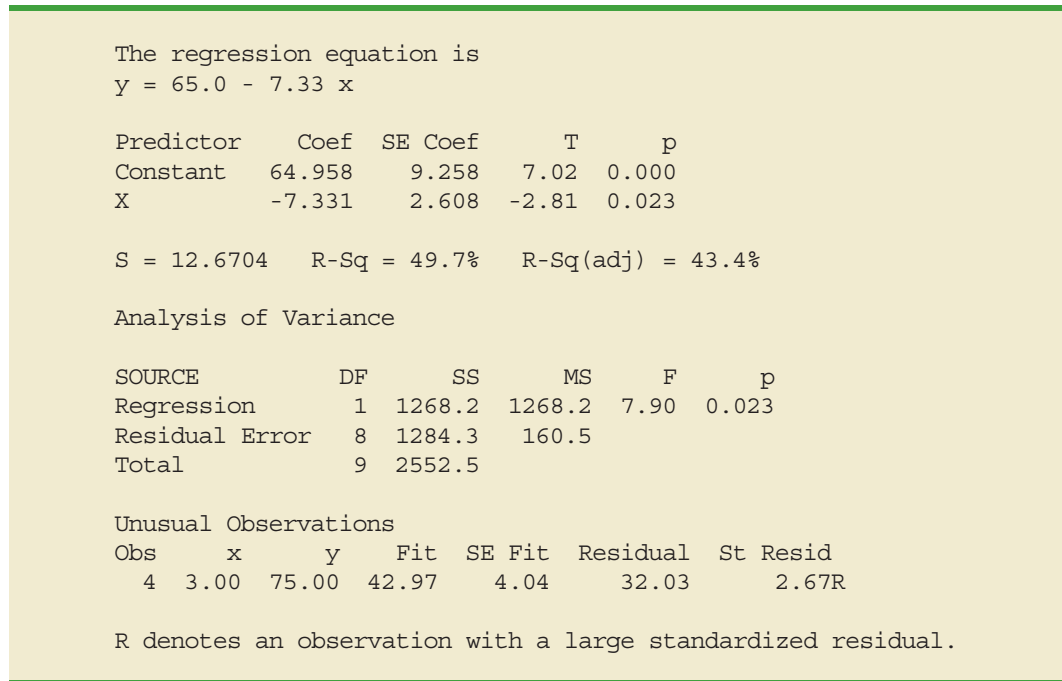 The regression equation is
y = 65.0 - 7.33 x
Predictor Coef SE Coef T p
Constant 64.958 9.258 7.02 0.000
X -7.331 2.608 -2.81 0.023
S = 12.6704 R-Sq = 49.7% R-Sq(adj) = 43.4%
Analysis of Variance
SOURCE DF SS MS F p
Regression 1 1268.2 1268.2 7.90 0.023
Residual Error 8 1284.3 160.5
Total 9 2552.5
Unusual Observations
Obs x y Fit SE Fit Residual St Resid
4 3.00 75.00 42.97 4.04 32.03 2.67R
R denotes an observation with a large standardized residual.